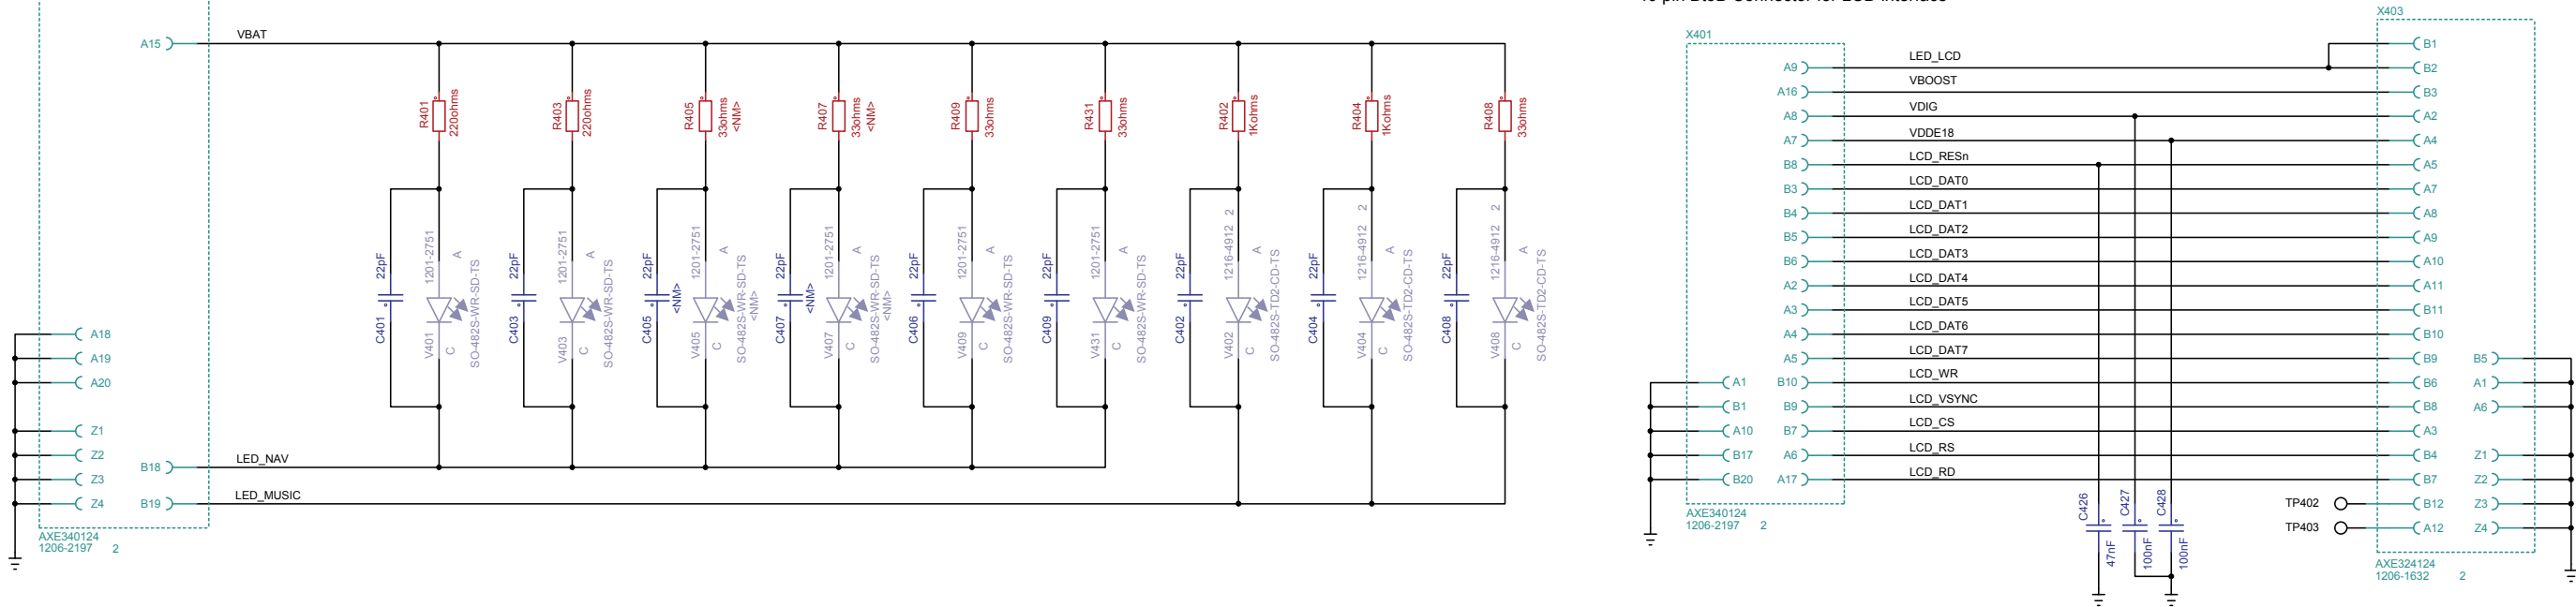 A15
VBAT
R401
220ohms
R403
220ohms
R405
33ohms
<NM>
R407
33ohms
<NM>
R409
33ohms
R431
33ohms
R402
1Kohms
R404
1Kohms
R408
33ohms
22pF
C401
1201-2751
A
V401
C
SO-482S-WR-SD-TS
22pF
C403
1201-2751
A
V403
C
SO-482S-WR-SD-TS
22pF
C405
<NM>
1201-2751
A
V405
C
SO-482S-WR-SD-TS
<NM>
22pF
C407
<NM>
1201-2751
A
V407
C
SO-482S-WR-SD-TS
<NM>
22pF
C406
1201-2751
A
V409
C
SO-482S-WR-SD-TS
22pF
C409
1201-2751
A
V431
C
SO-482S-WR-SD-TS
22pF
C402
1216-4912 2
A
V402
C
SO-482S-TD2-CD-TS
22pF
C404
1216-4912 2
A
V404
C
SO-482S-TD2-CD-TS
22pF
C408
1216-4912 2
A
V408
C
SO-482S-TD2-CD-TS
A18
A19
A20
Z1
Z2
Z3
Z4
B18
LED_NAV
B19
LED_MUSIC
AXE340124
1206-2197 2
X401
X403
A9 LED_LCD B1
B2
A16 VBOOST B3
A8 VDIG A2
A7 VDDE18 A4
B8 LCD_RESn A5
B3 LCD_DAT0 A7
B4 LCD_DAT1 A8
B5 LCD_DAT2 A9
B6 LCD_DAT3 A10
A2 LCD_DAT4 A11
A3 LCD_DAT5 B11
A4 LCD_DAT6 B10
A5 LCD_DAT7 B9 B5
A1 B10 LCD_WR B6 A1
B1 B9 LCD_VSYNC B8 A6
A10 B7 LCD_CS A3
B17 A6 LCD_RS B4 Z1
B20 A17 LCD_RD B7 Z2
TP402 B12 Z3
TP403 A12 Z4
C426
47nF
C427
100nF
C428
100nF
AXE340124
1206-2197 2
AXE324124
1206-1632 2